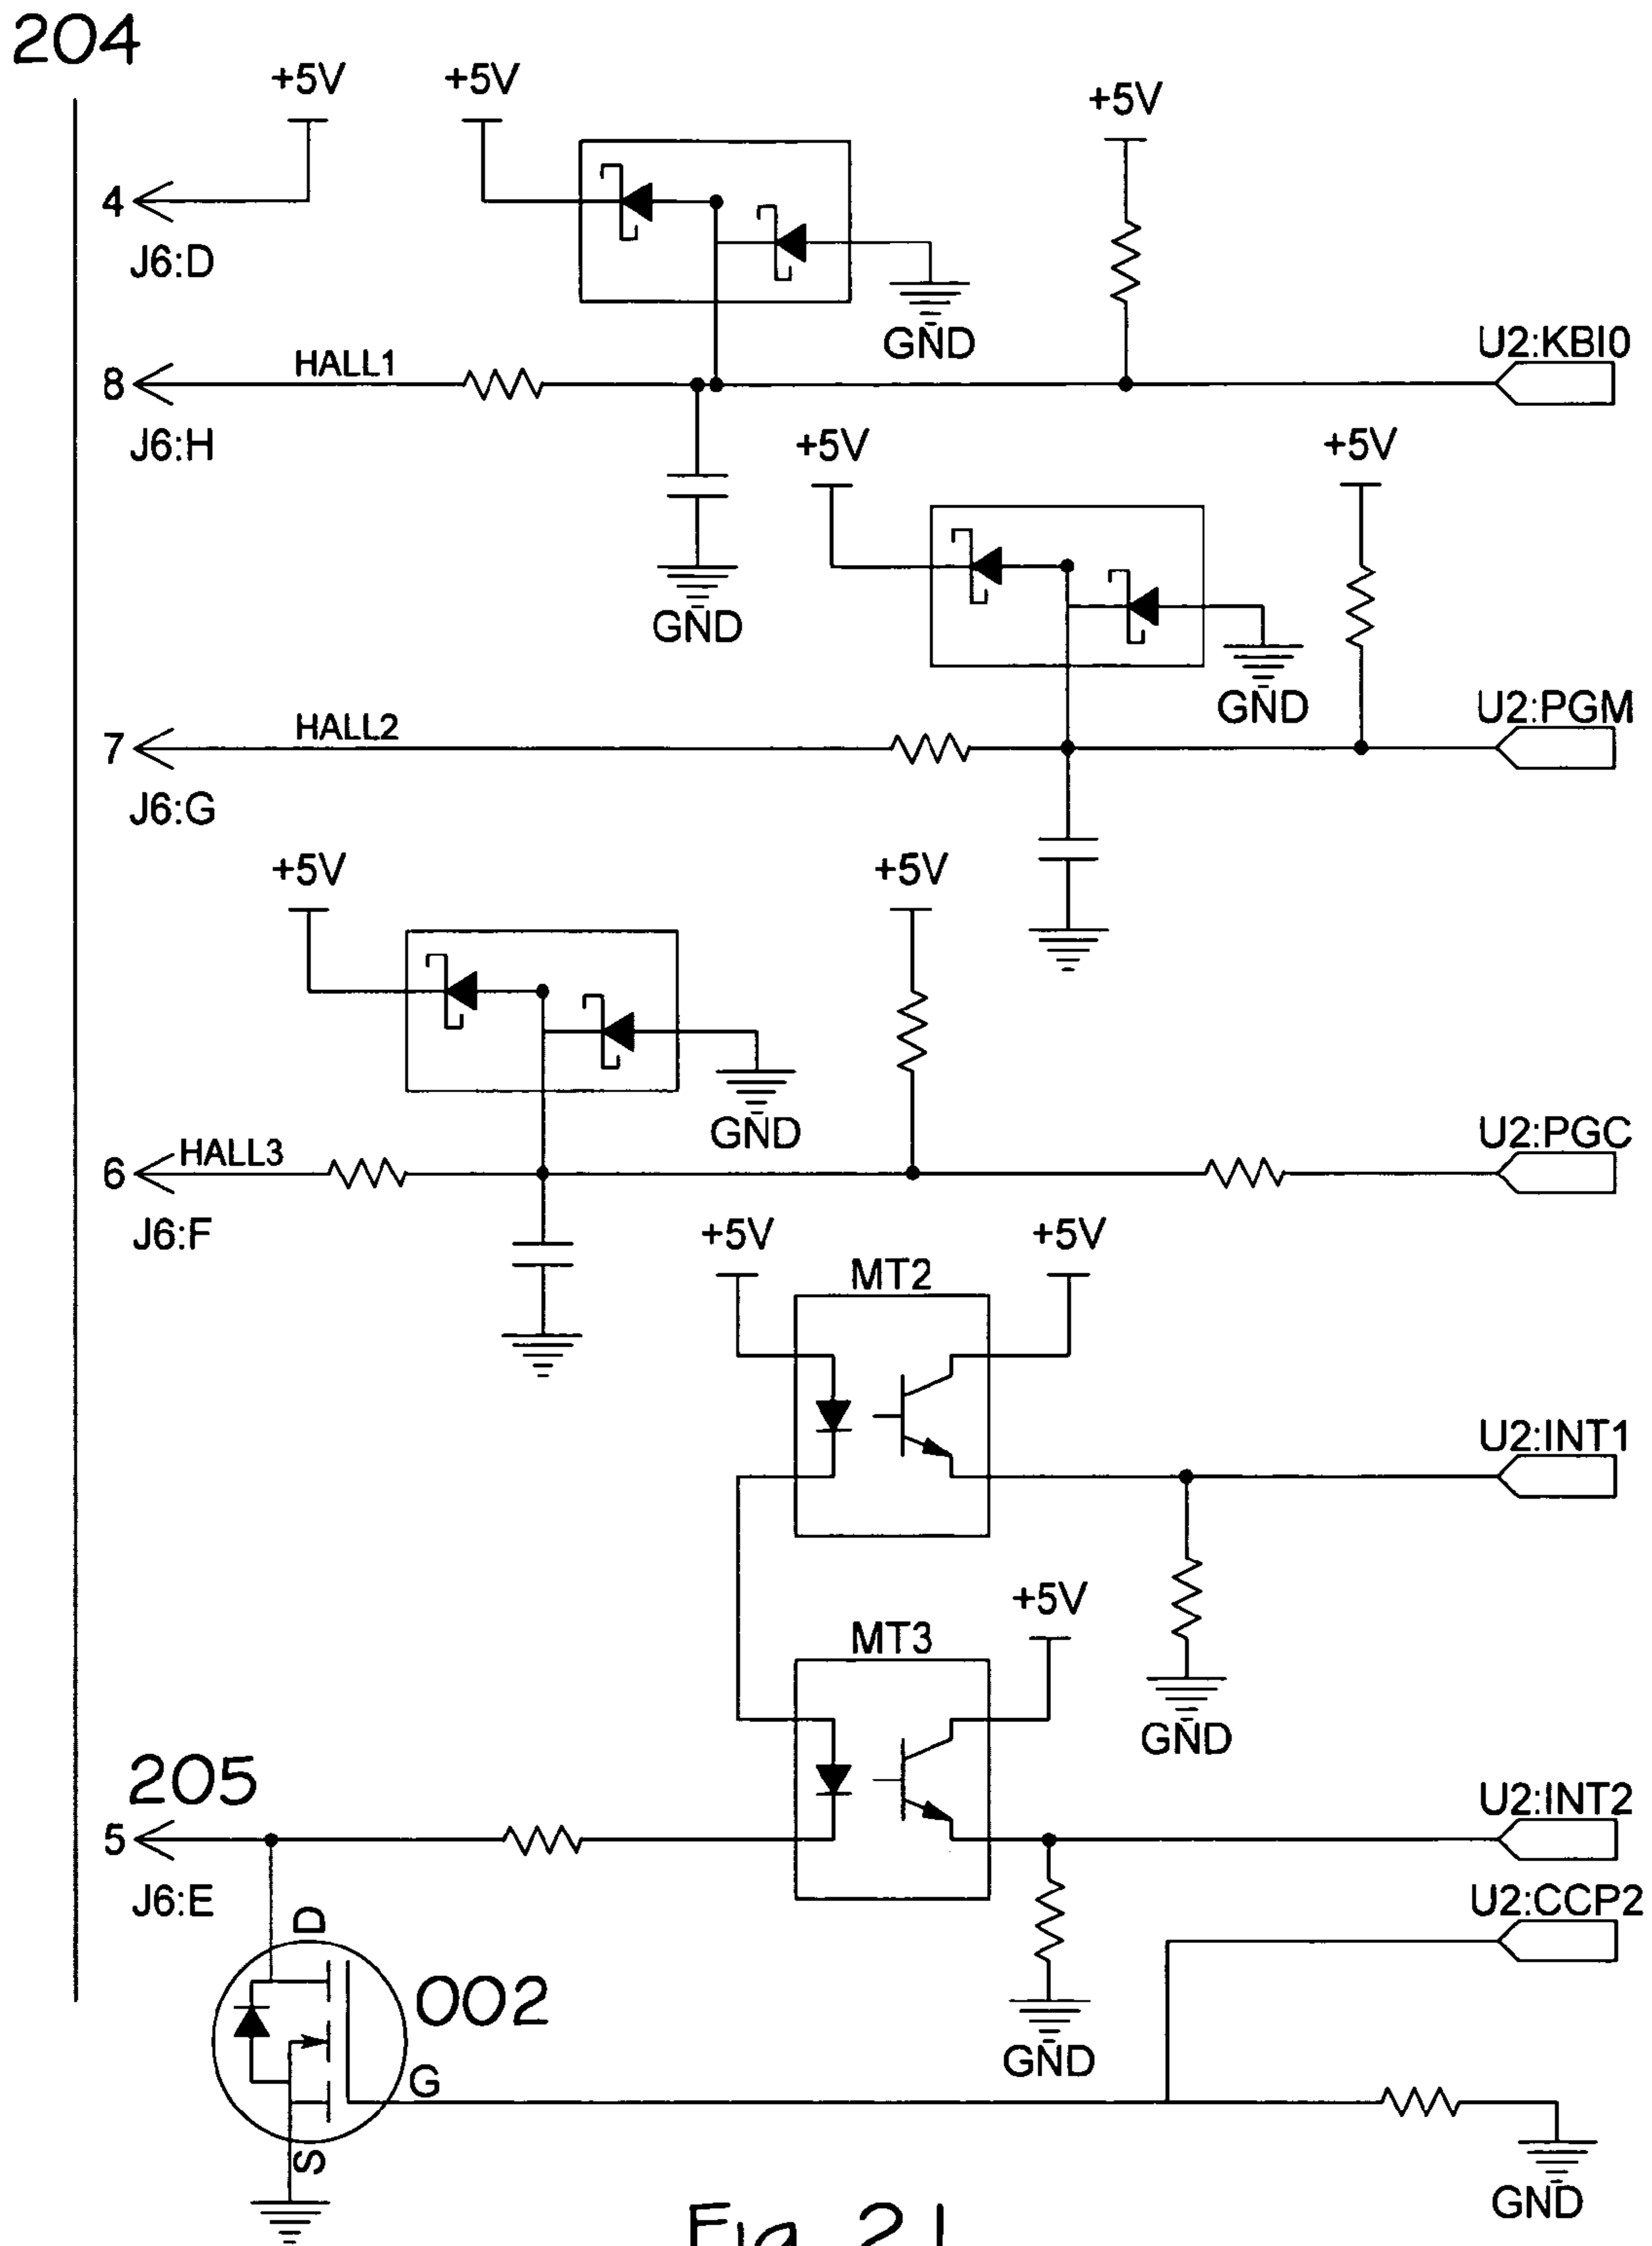 204
+5V +5V +5V
4
J6:D
GND
HALL1 U2:KBI0
8
J6:H
+5V +5V
GND
GND
HALL2 U2:PGM
7
J6:G
+5V +5V
GND
HALL3 U2:PGC
6
J6:F
+5V +5V
MT2
U2:INT1
+5V
MT3
GND
205
U2:INT2
5
J6:E
U2:CCP2
D
002
GND
G
S
GND
Fig. 21